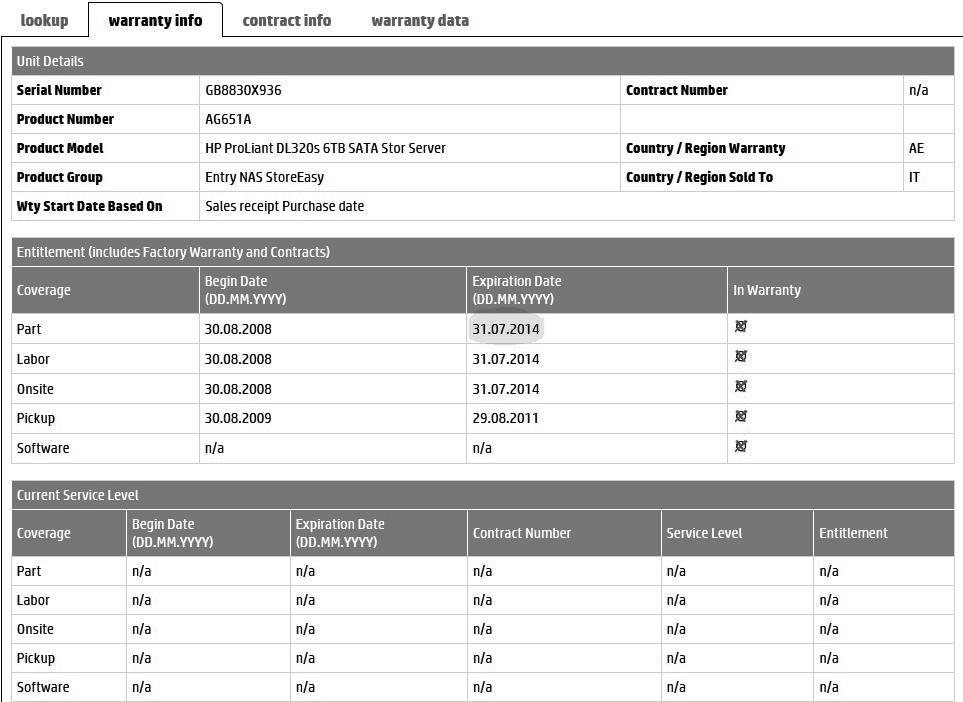 lookup warranty info contract info warranty data
Unit Details
Serial Number GB8830X936 Contract Number n/a
Product Number AG651A
Product Model HP ProLiant DL320s 6TB SATA Stor Server Country / Region Warranty AE
Product Group Entry NAS StoreEasy Country / Region Sold To IT
Wty Start Date Based On Sales receipt Purchase date
Entitlement (includes Factory Warranty and Contracts)
Coverage Begin Date (DD.MM.YYYY) Expiration Date (DD.MM.YYYY) In Warranty
Part 30.08.2008 31.07.2014
Labor 30.08.2008 31.07.2014
Onsite 30.08.2008 31.07.2014
Pickup 30.08.2009 29.08.2011
Software n/a n/a
Current Service Level
Coverage Begin Date (DD.MM.YYYY) Expiration Date (DD.MM.YYYY) Contract Number Service Level Entitlement
Part n/a n/a n/a n/a n/a
Labor n/a n/a n/a n/a n/a
Onsite n/a n/a n/a n/a n/a
Pickup n/a n/a n/a n/a n/a
Software n/a n/a n/a n/a n/a